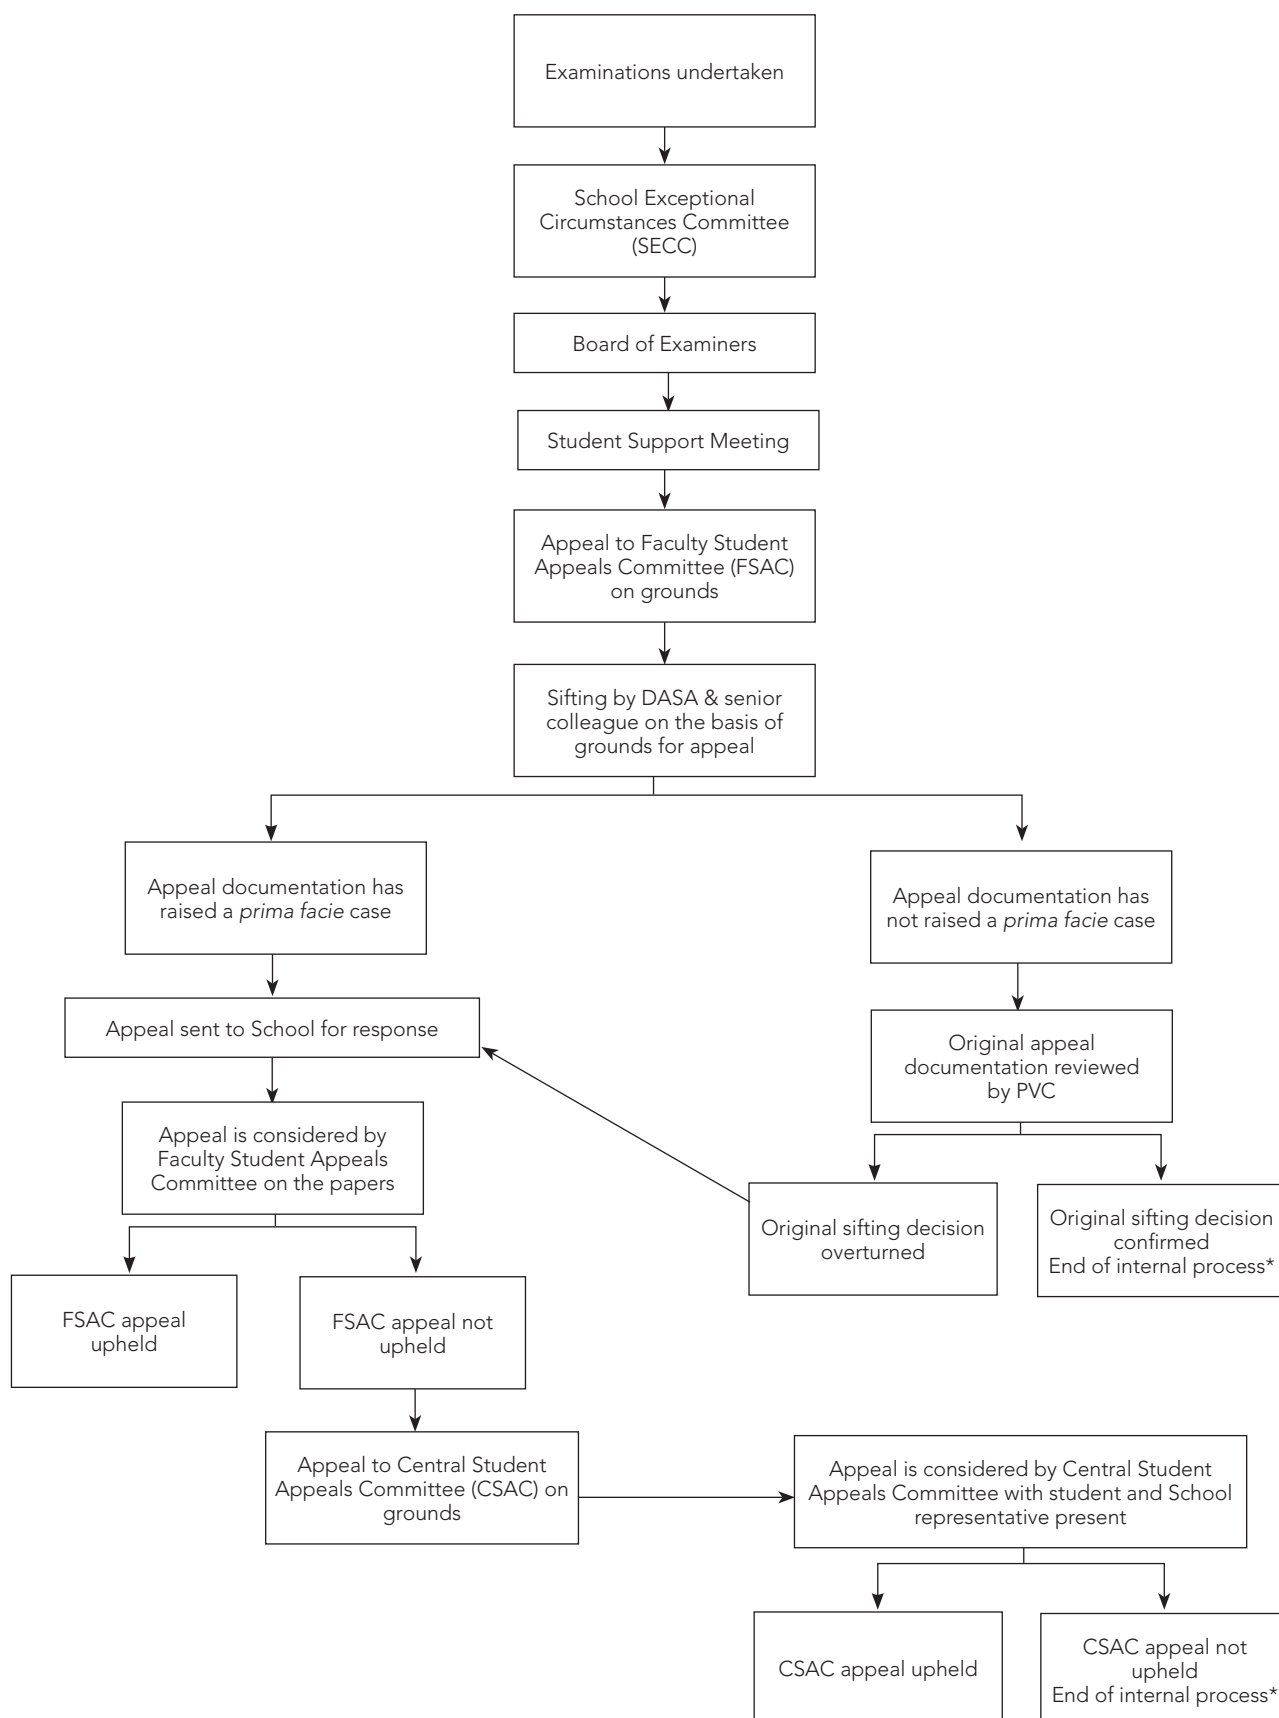 Examinations undertaken
School Exceptional
Circumstances Committee
(SECC)
Board of Examiners
Student Support Meeting
Appeal to Faculty Student
Appeals Committee (FSAC)
on grounds
Sifting by DASA & senior
colleague on the basis of
grounds for appeal
Appeal documentation has
raised a prima facie case
Appeal documentation has
not raised a prima facie case
Appeal sent to School for response
Original appeal
documentation reviewed
by PVC
Appeal is considered by
Faculty Student Appeals
Committee on the papers
Original sifting decision
overturned
Original sifting decision
confirmed
End of internal process*
FSAC appeal
upheld
FSAC appeal not
upheld
Appeal to Central Student
Appeals Committee (CSAC) on
grounds
Appeal is considered by Central Student
Appeals Committee with student and School
representative present
CSAC appeal upheld
CSAC appeal not
upheld
End of internal process*